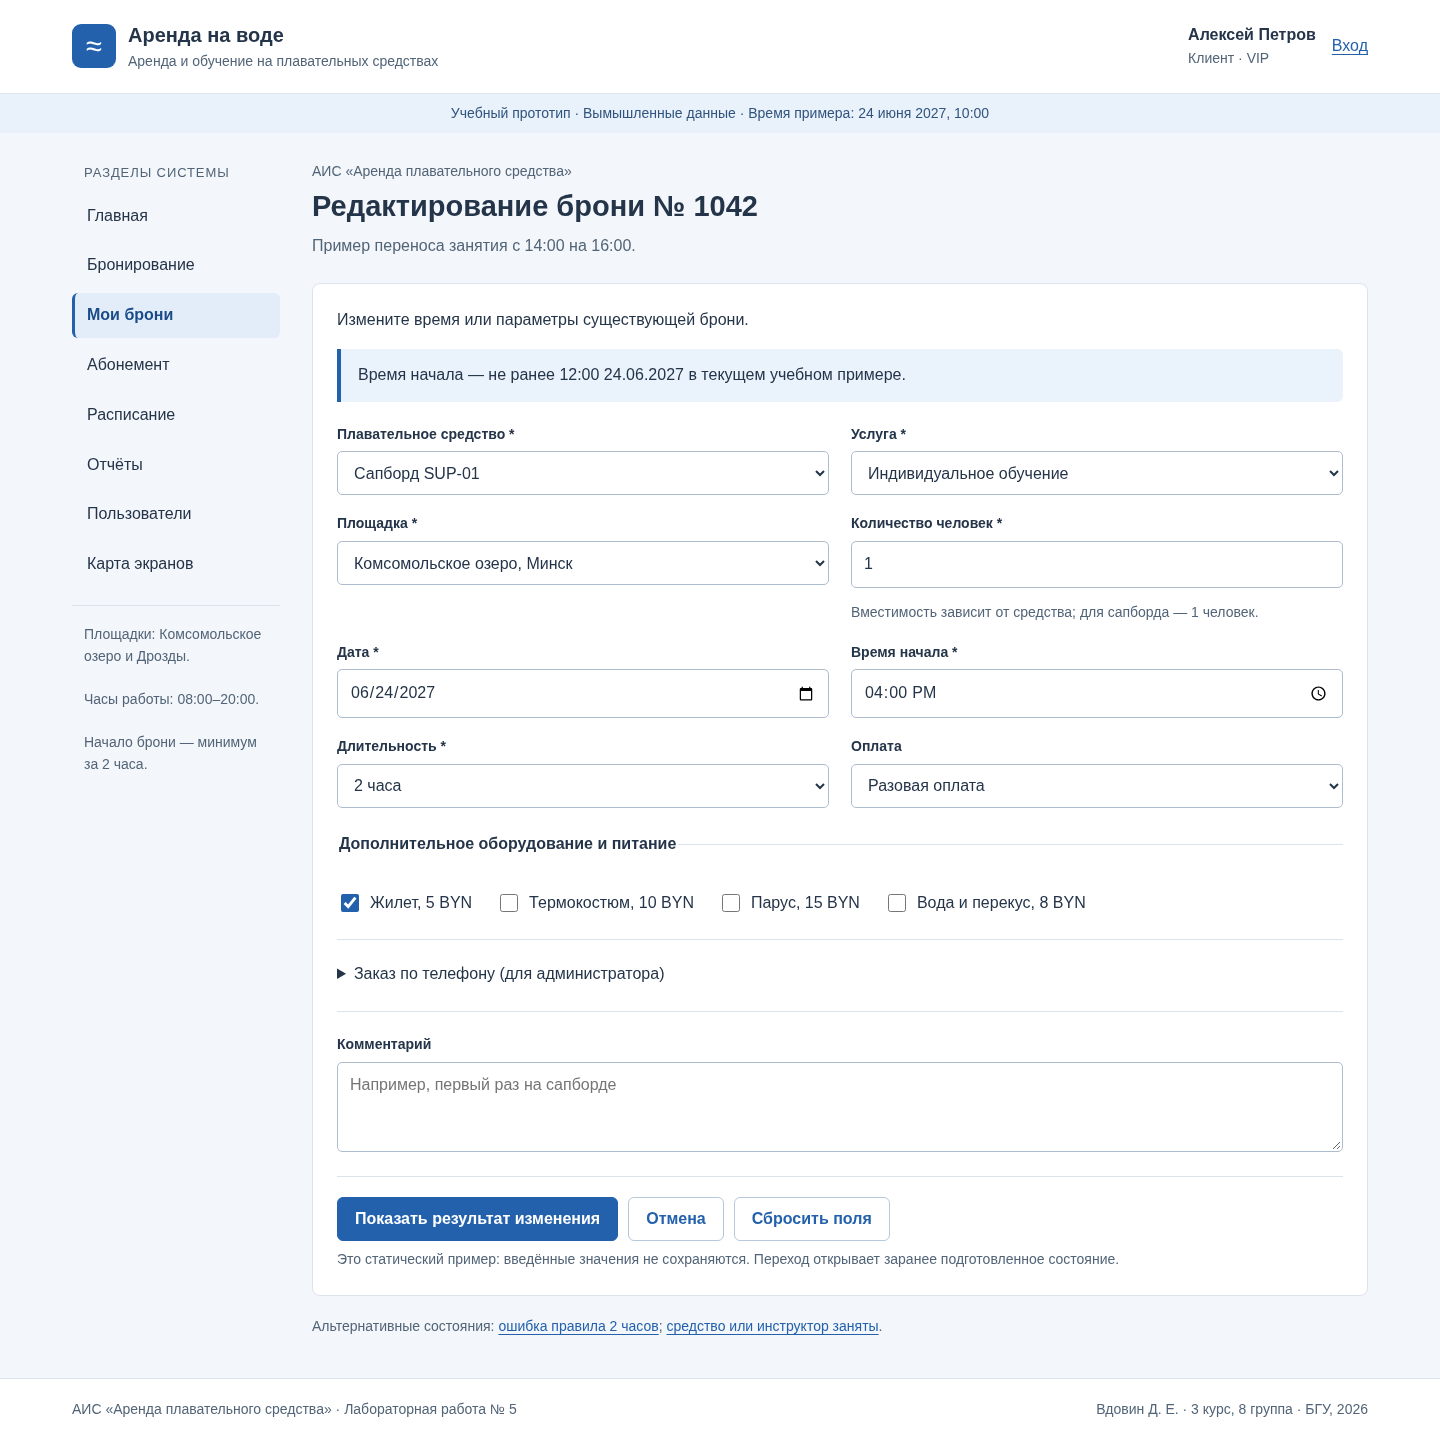 ≈
Аренда на воде
Аренда и обучение на плавательных средствах
Алексей Петров
Клиент · VIP
Вход
Учебный прототип · Вымышленные данные · Время примера: 24 июня 2027, 10:00
РАЗДЕЛЫ СИСТЕМЫ
Главная
Бронирование
Мои брони
Абонемент
Расписание
Отчёты
Пользователи
Карта экранов
Площадки: Комсомольское
озеро и Дрозды.
Часы работы: 08:00–20:00.
Начало брони — минимум
за 2 часа.
АИС «Аренда плавательного средства»
Редактирование брони № 1042
Пример переноса занятия с 14:00 на 16:00.
Измените время или параметры существующей брони.
Время начала — не ранее 12:00 24.06.2027 в текущем учебном примере.
Плавательное средство *
Сапборд SUP-01
Услуга *
Индивидуальное обучение
Площадка *
Комсомольское озеро, Минск
Количество человек *
1
Вместимость зависит от средства; для сапборда — 1 человек.
Дата *
06/24/2027
Время начала *
04:00 PM
Длительность *
2 часа
Оплата
Разовая оплата
Дополнительное оборудование и питание
Жилет, 5 BYN
Термокостюм, 10 BYN
Парус, 15 BYN
Вода и перекус, 8 BYN
Заказ по телефону (для администратора)
Комментарий
Например, первый раз на сапборде
Показать результат изменения
Отмена
Сбросить поля
Это статический пример: введённые значения не сохраняются. Переход открывает заранее подготовленное состояние.
Альтернативные состояния: ошибка правила 2 часов; средство или инструктор заняты.
АИС «Аренда плавательного средства» · Лабораторная работа № 5
Вдовин Д. Е. · 3 курс, 8 группа · БГУ, 2026